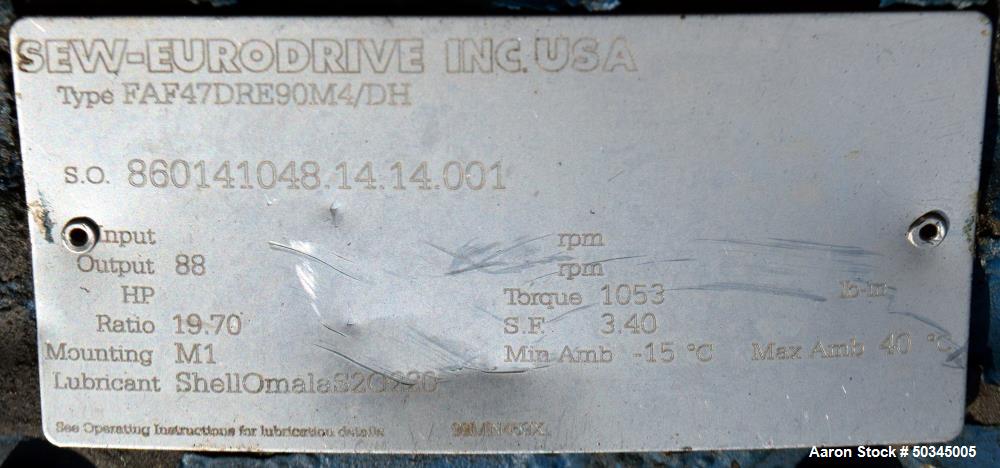 SEW-EURODRIVE INC. USA
Type FAF47DRE90M4/DH
S.O. 860141048.14.14.001
Input rpm
Output 88 rpm
HP Torque 1053 lb-in
Ratio 19.70 S.F. 3.40
Mounting M1 Min Amb -15 °C Max Amb 40 °C
Lubricant ShellOmalaS2G220
See Operating Instructions for lubrication details
Aaron Stock # 50345005